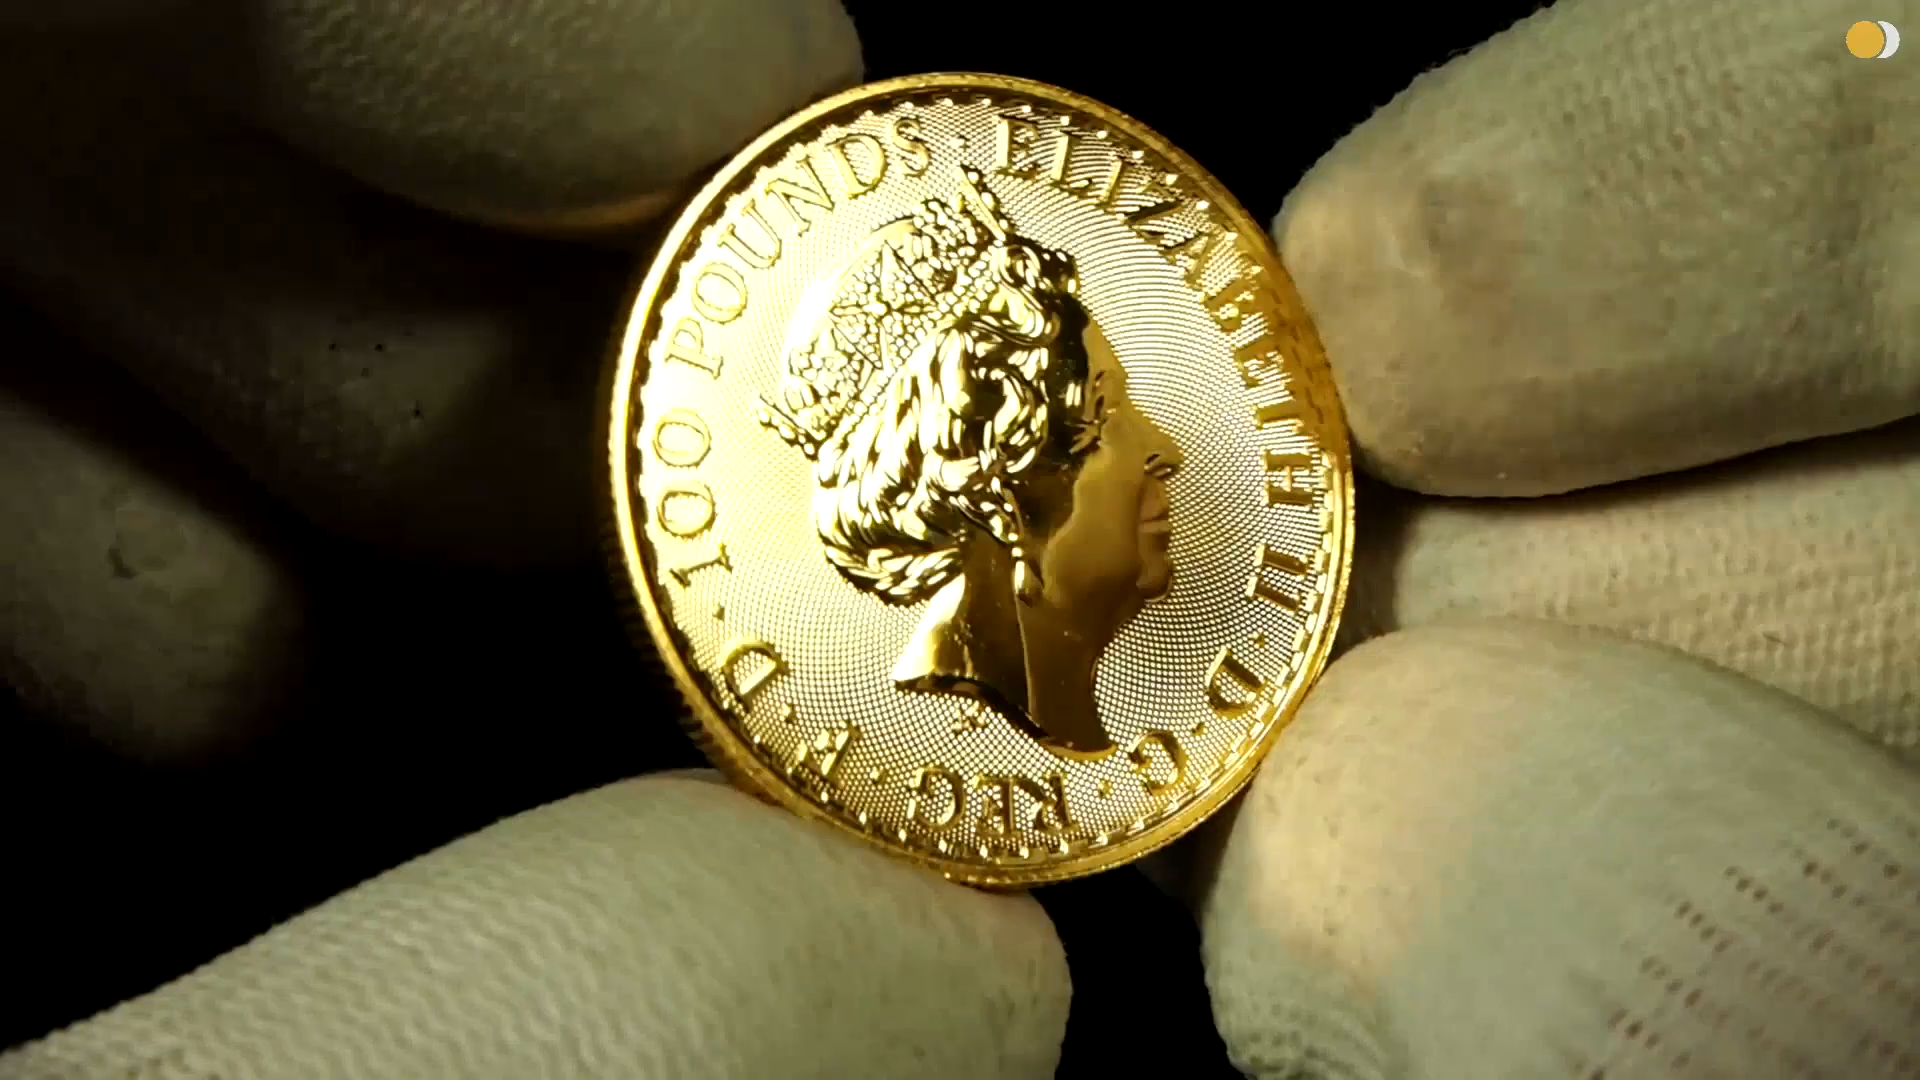 ELIZABETH II · D · G · REG · F · D · 100 POUNDS ·